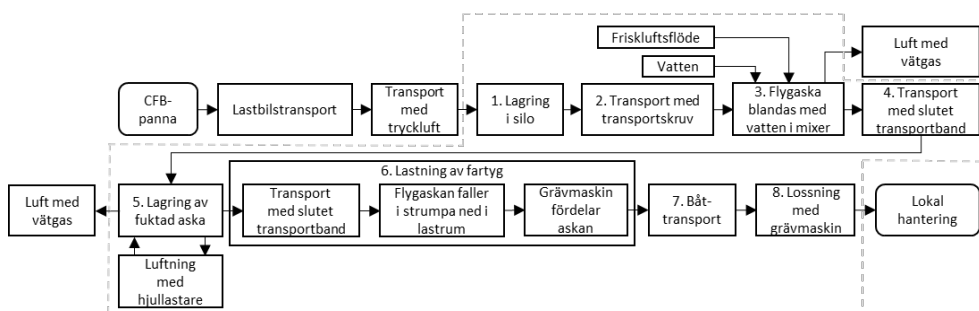 Friskluftsflöde
Vatten
Luft med
vätgas
CFB-
panna
Lastbilstransport
Transport
med
tryckluft
1. Lagring
i silo
2. Transport med
transportskruv
3. Flygaska
blandas med
vatten i mixer
4. Transport
med slutet
transportband
6. Lastning av fartyg
Luft med
vätgas
5. Lagring av
fuktad aska
Transport
med slutet
transportband
Flygaskan faller
i strumpa ned i
lastrum
Grävmaskin
fördelar
askan
7. Båt-
transport
8. Lossning
med
grävmaskin
Lokal
hantering
Luftning
med
hjullastare